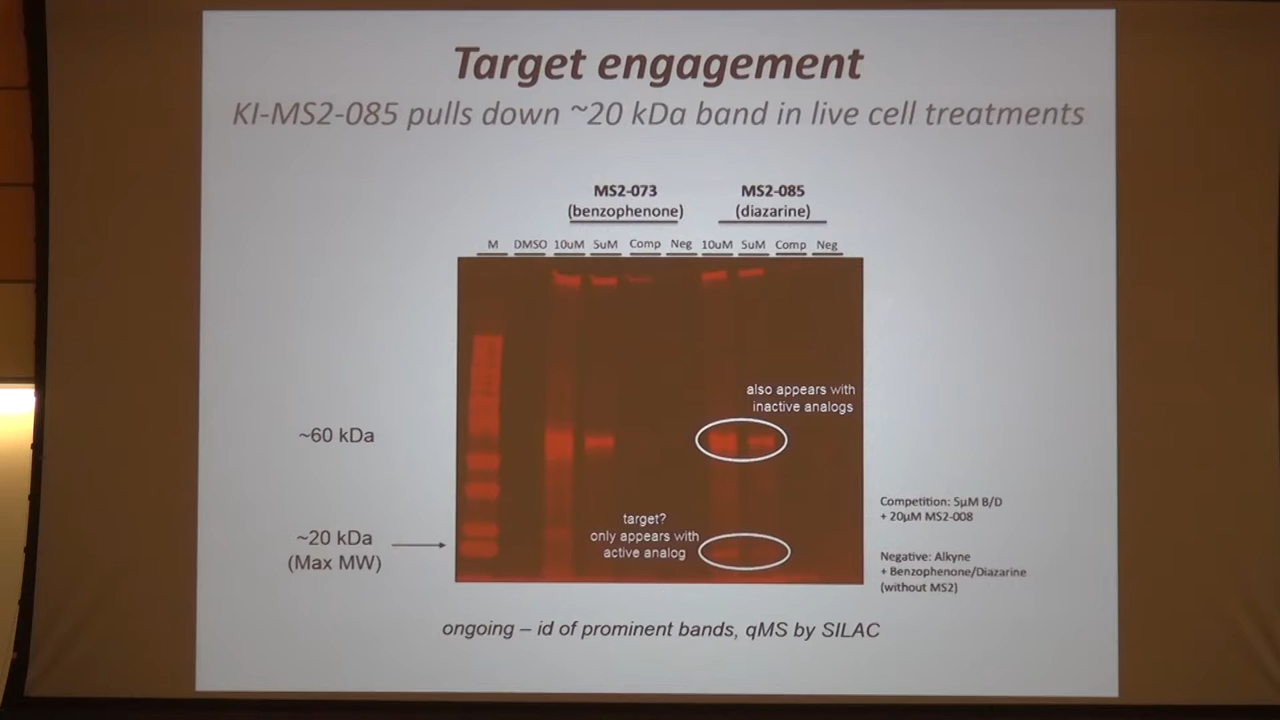 Target engagement
KI-MS2-085 pulls down ~20 kDa band in live cell treatments
MS2-073
(benzophenone)
MS2-085
(diazarine)
M DMSO 10uM 5uM Comp Neg 10uM 5uM Comp Neg
also appears with
inactive analogs
~60 kDa
target?
only appears with
active analog
~20 kDa
(Max MW)
Competition: 5µM B/D
+ 20µM MS2-008
Negative: Alkyne
+ Benzophenone/Diazarine
(without MS2)
ongoing – id of prominent bands, qMS by SILAC